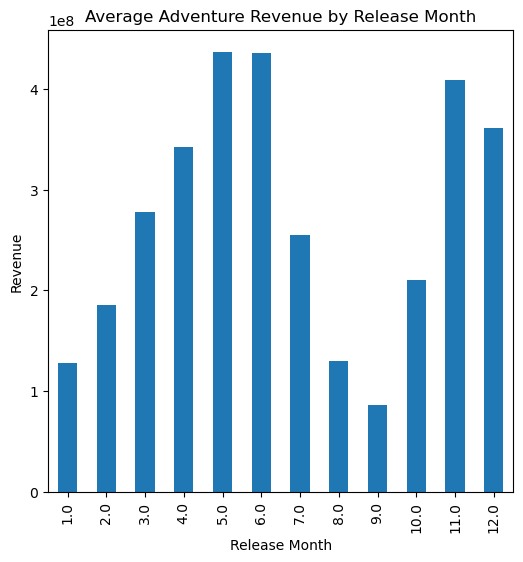 Average Adventure Revenue by Release Month
1e8
4
3
2
1
0
Revenue
1.0 2.0 3.0 4.0 5.0 6.0 7.0 8.0 9.0 10.0 11.0 12.0
Release Month